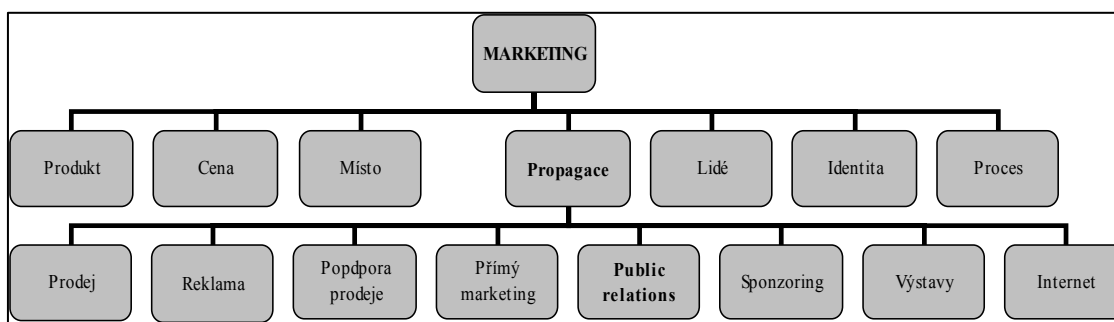 MARKETING
Produkt
Cena
Místo
Propagace
Lidé
Identita
Proces
Prodej
Reklama
Popdpora
prodeje
Přímý
marketing
Public
relations
Sponzoring
Výstavy
Internet